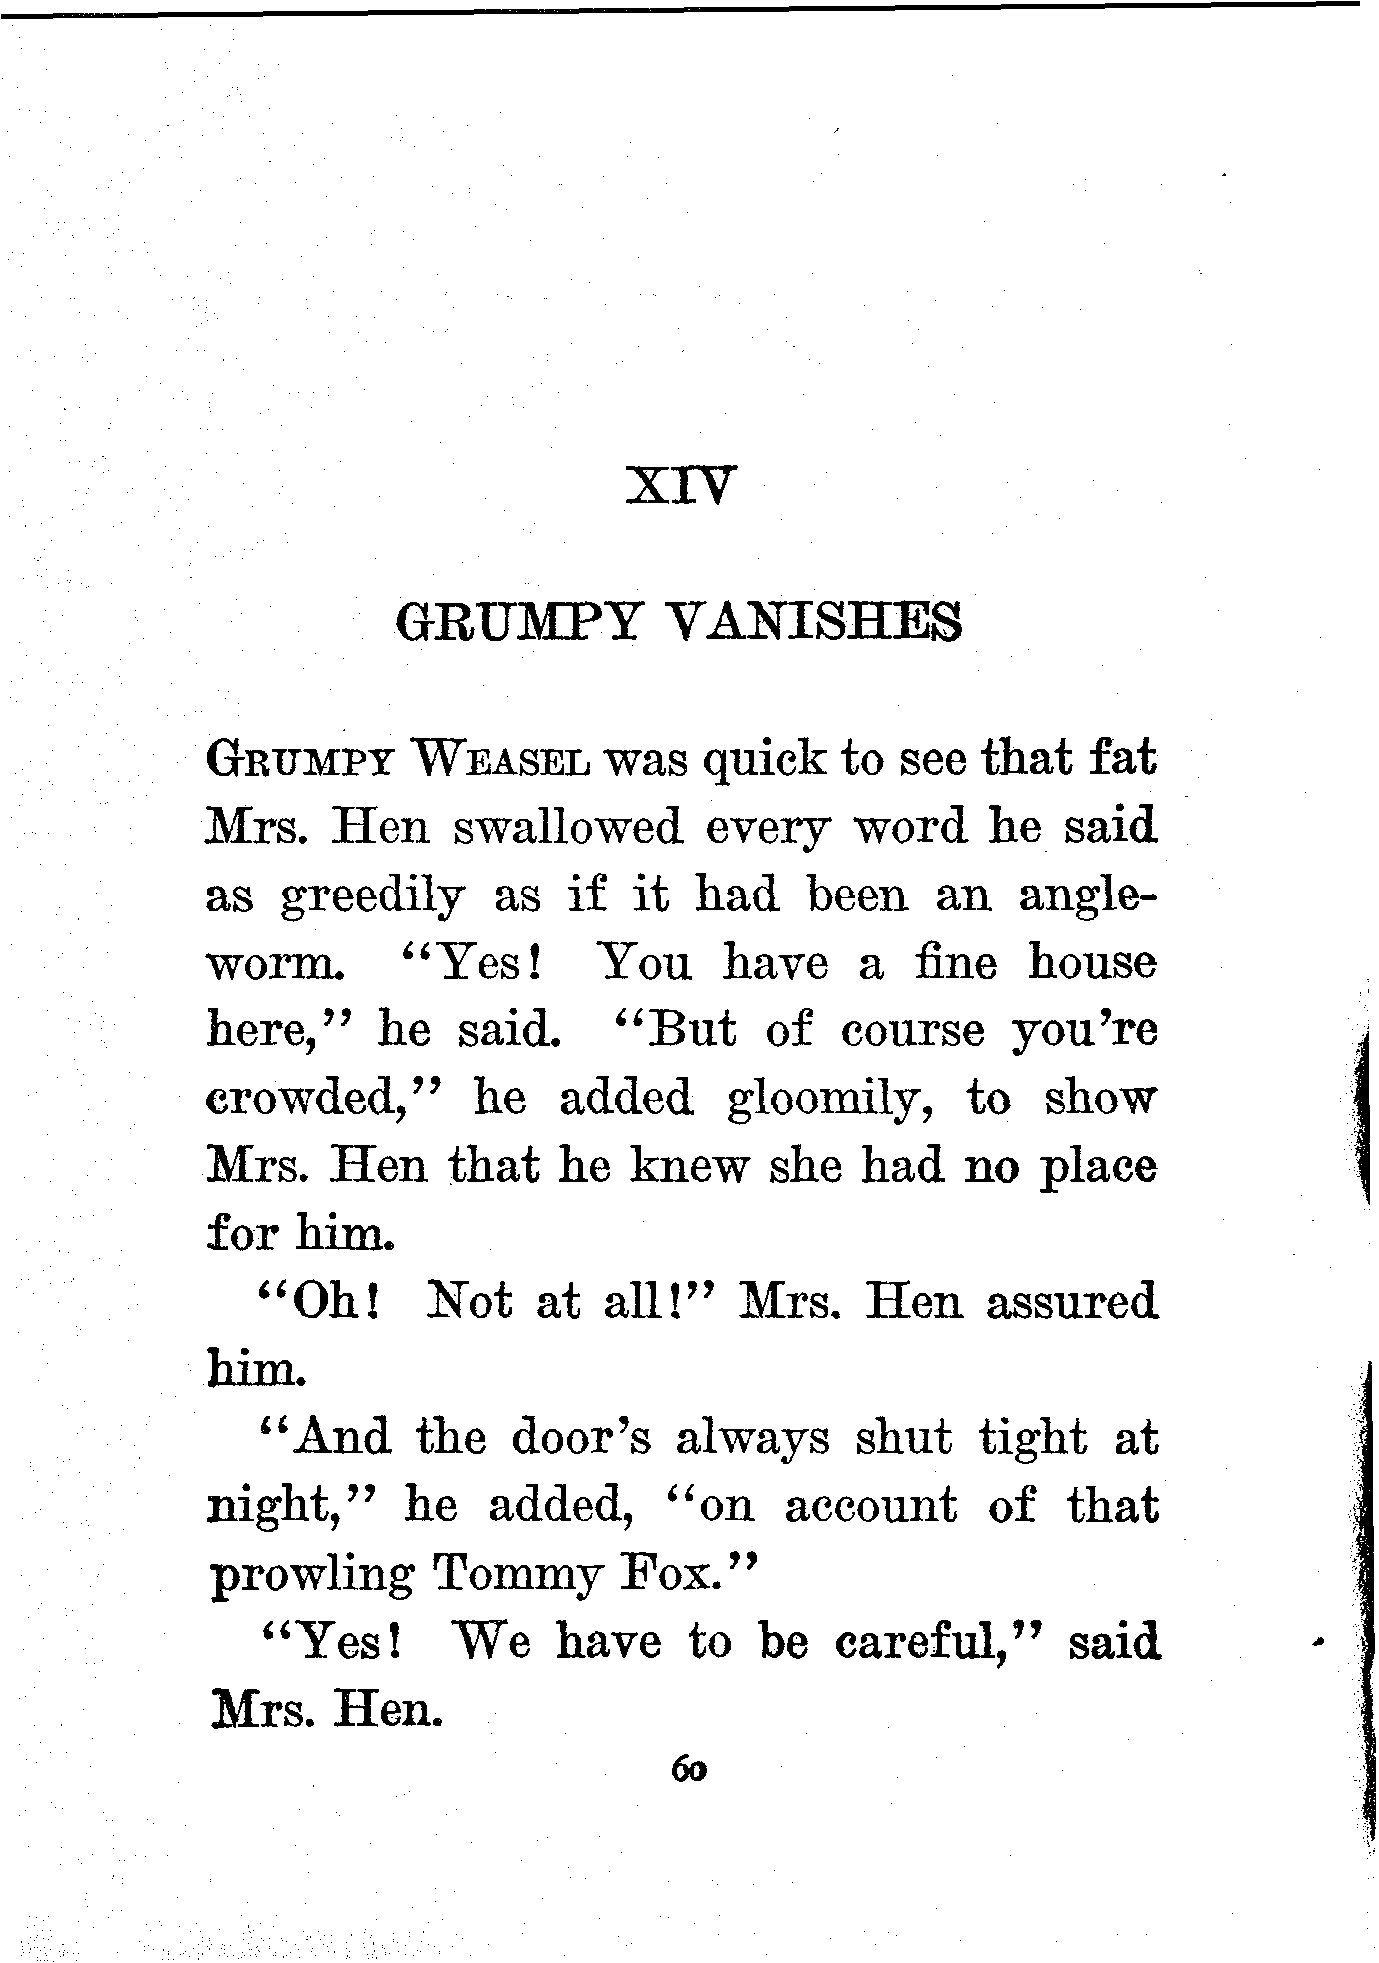 XIV
GRUMPY VANISHES
GRUMPY WEASEL was quick to see that fat
Mrs. Hen swallowed every word he said
as greedily as if it had been an angle-
worm. "Yes! You have a fine house
here," he said. "But of course you're
crowded," he added gloomily, to show
Mrs. Hen that he knew she had no place
for him.
"Oh! Not at all!" Mrs. Hen assured
him.
"And the door's always shut tight at
night," he added, "on account of that
prowling Tommy Fox."
"Yes! We have to be careful," said
Mrs. Hen.
60